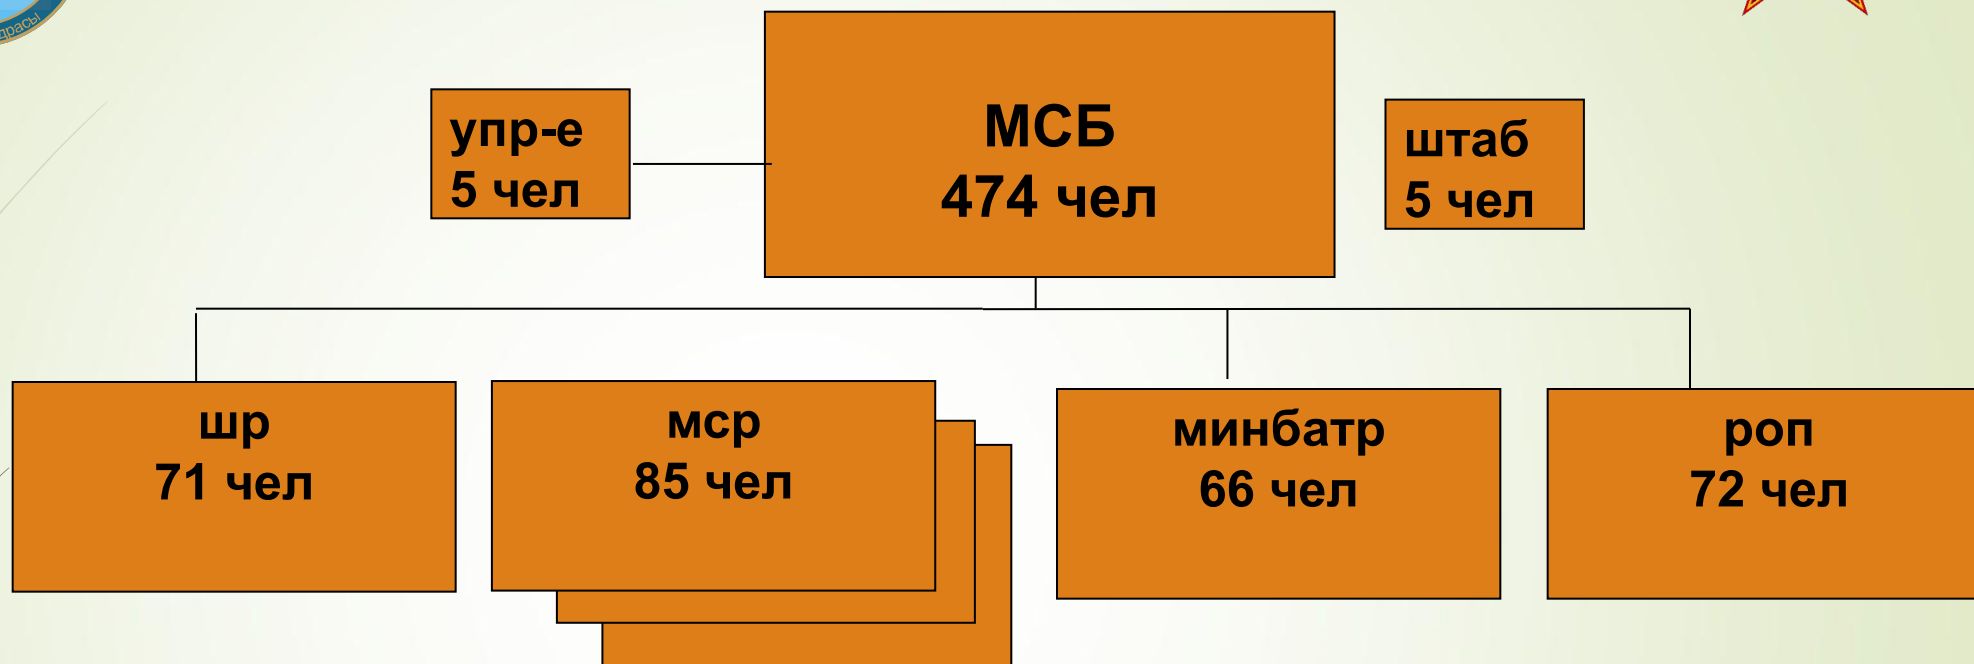 упр-е
5 чел
МСБ
474 чел
штаб
5 чел
шр
71 чел
мср
85 чел
минбатр
66 чел
роп
72 чел